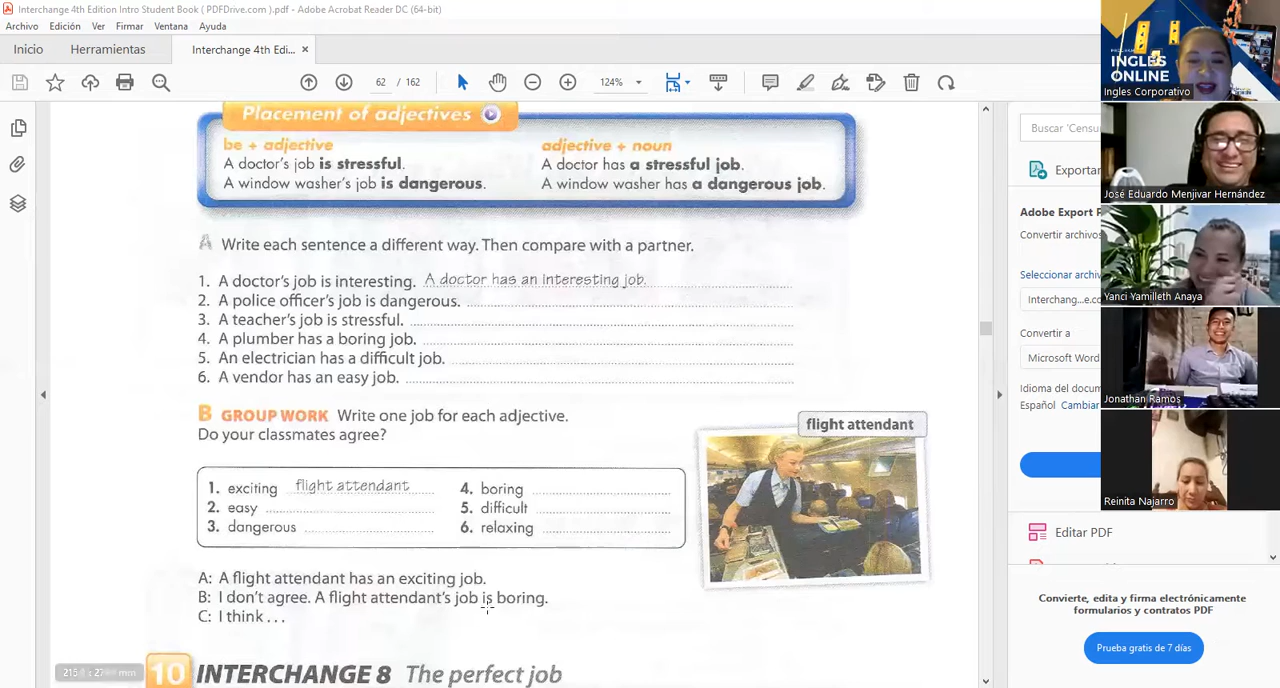 Interchange 4th Edition Intro Student Book ( PDFDrive.com ).pdf - Adobe Acrobat Reader DC (64-bit)
Archivo Edición Ver Firmar Ventana Ayuda
Inicio Herramientas Interchange 4th Edi... ×
62 / 162 124%
Placement of adjectives
be + adjective
A doctor's job is stressful.
A window washer's job is dangerous.
adjective + noun
A doctor has a stressful job.
A window washer has a dangerous job.
A Write each sentence a different way. Then compare with a partner.
1. A doctor's job is interesting. A doctor has an interesting job.
2. A police officer's job is dangerous.
3. A teacher's job is stressful.
4. A plumber has a boring job.
5. An electrician has a difficult job.
6. A vendor has an easy job.
B GROUP WORK Write one job for each adjective.
Do your classmates agree?
flight attendant
1. exciting flight attendant
2. easy
3. dangerous
4. boring
5. difficult
6. relaxing
A: A flight attendant has an exciting job.
B: I don't agree. A flight attendant's job is boring.
C: I think . . .
10 INTERCHANGE 8 The perfect job
Buscar 'Censu
Exportar
Adobe Export P
Convertir archivos
Seleccionar archiv
Interchang...e.co
Convertir a
Microsoft Word
Idioma del docum
Español Cambiar
Editar PDF
Convierte, edita y firma electrónicamente
formularios y contratos PDF
Prueba gratis de 7 días
INGLES
ONLINE
Ingles Corporativo
José Eduardo Menjivar Hernández
Yanci Yamilleth Anaya
Jonathan Ramos
Reinita Najarro